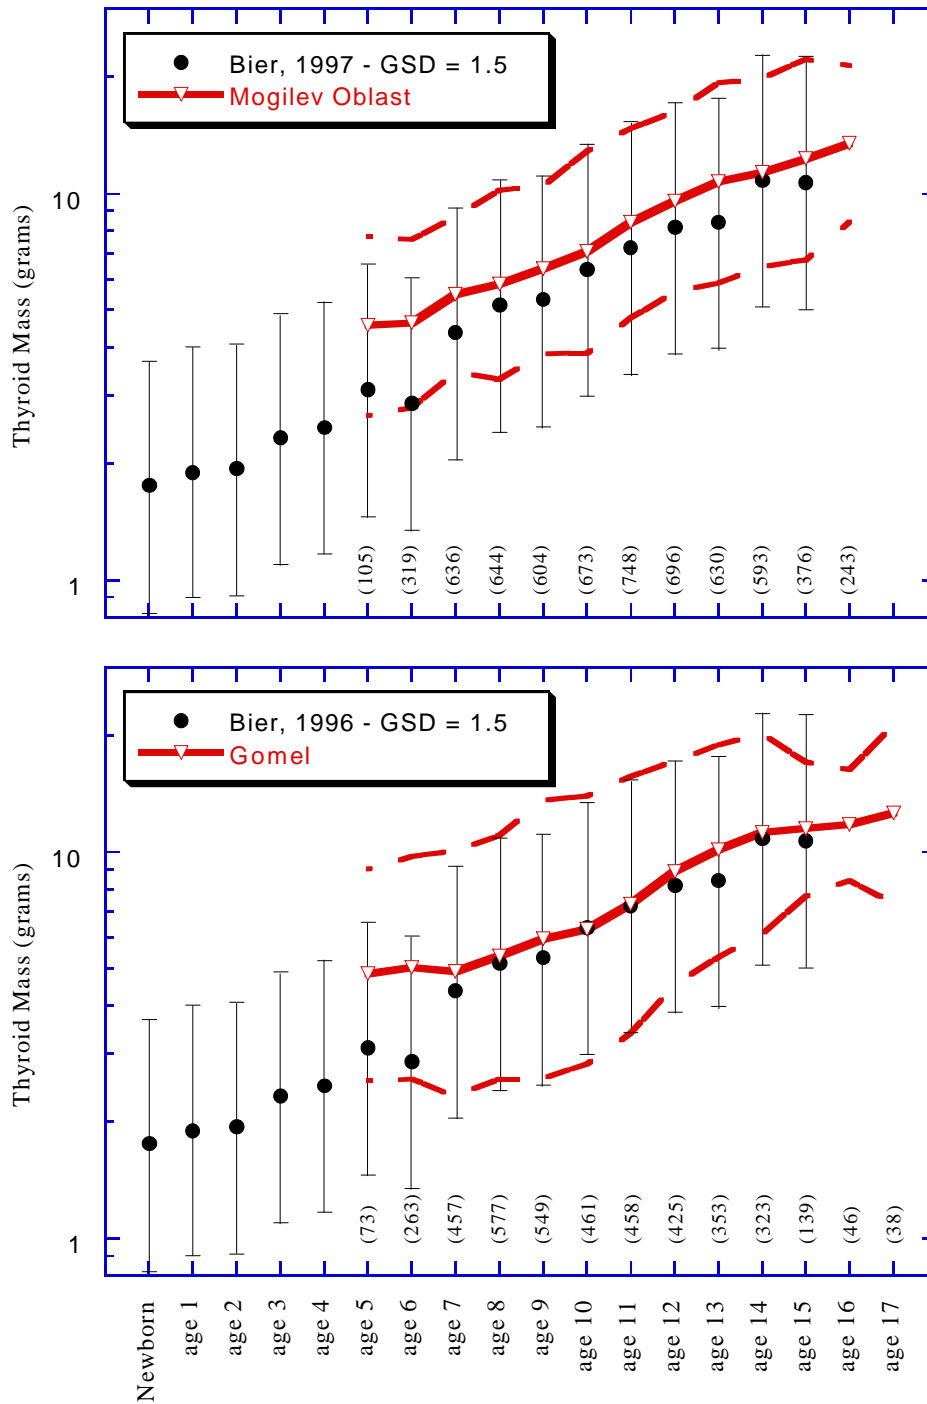 Bier, 1997 - GSD = 1.5
Mogilev Oblast
Thyroid Mass (grams)
10
1
(105)
(319)
(636)
(644)
(604)
(673)
(748)
(696)
(630)
(593)
(376)
(243)
Bier, 1996 - GSD = 1.5
Gomel
Thyroid Mass (grams)
10
1
(73)
(263)
(457)
(577)
(549)
(461)
(458)
(425)
(353)
(323)
(139)
(46)
(38)
Newborn
age 1
age 2
age 3
age 4
age 5
age 6
age 7
age 8
age 9
age 10
age 11
age 12
age 13
age 14
age 15
age 16
age 17